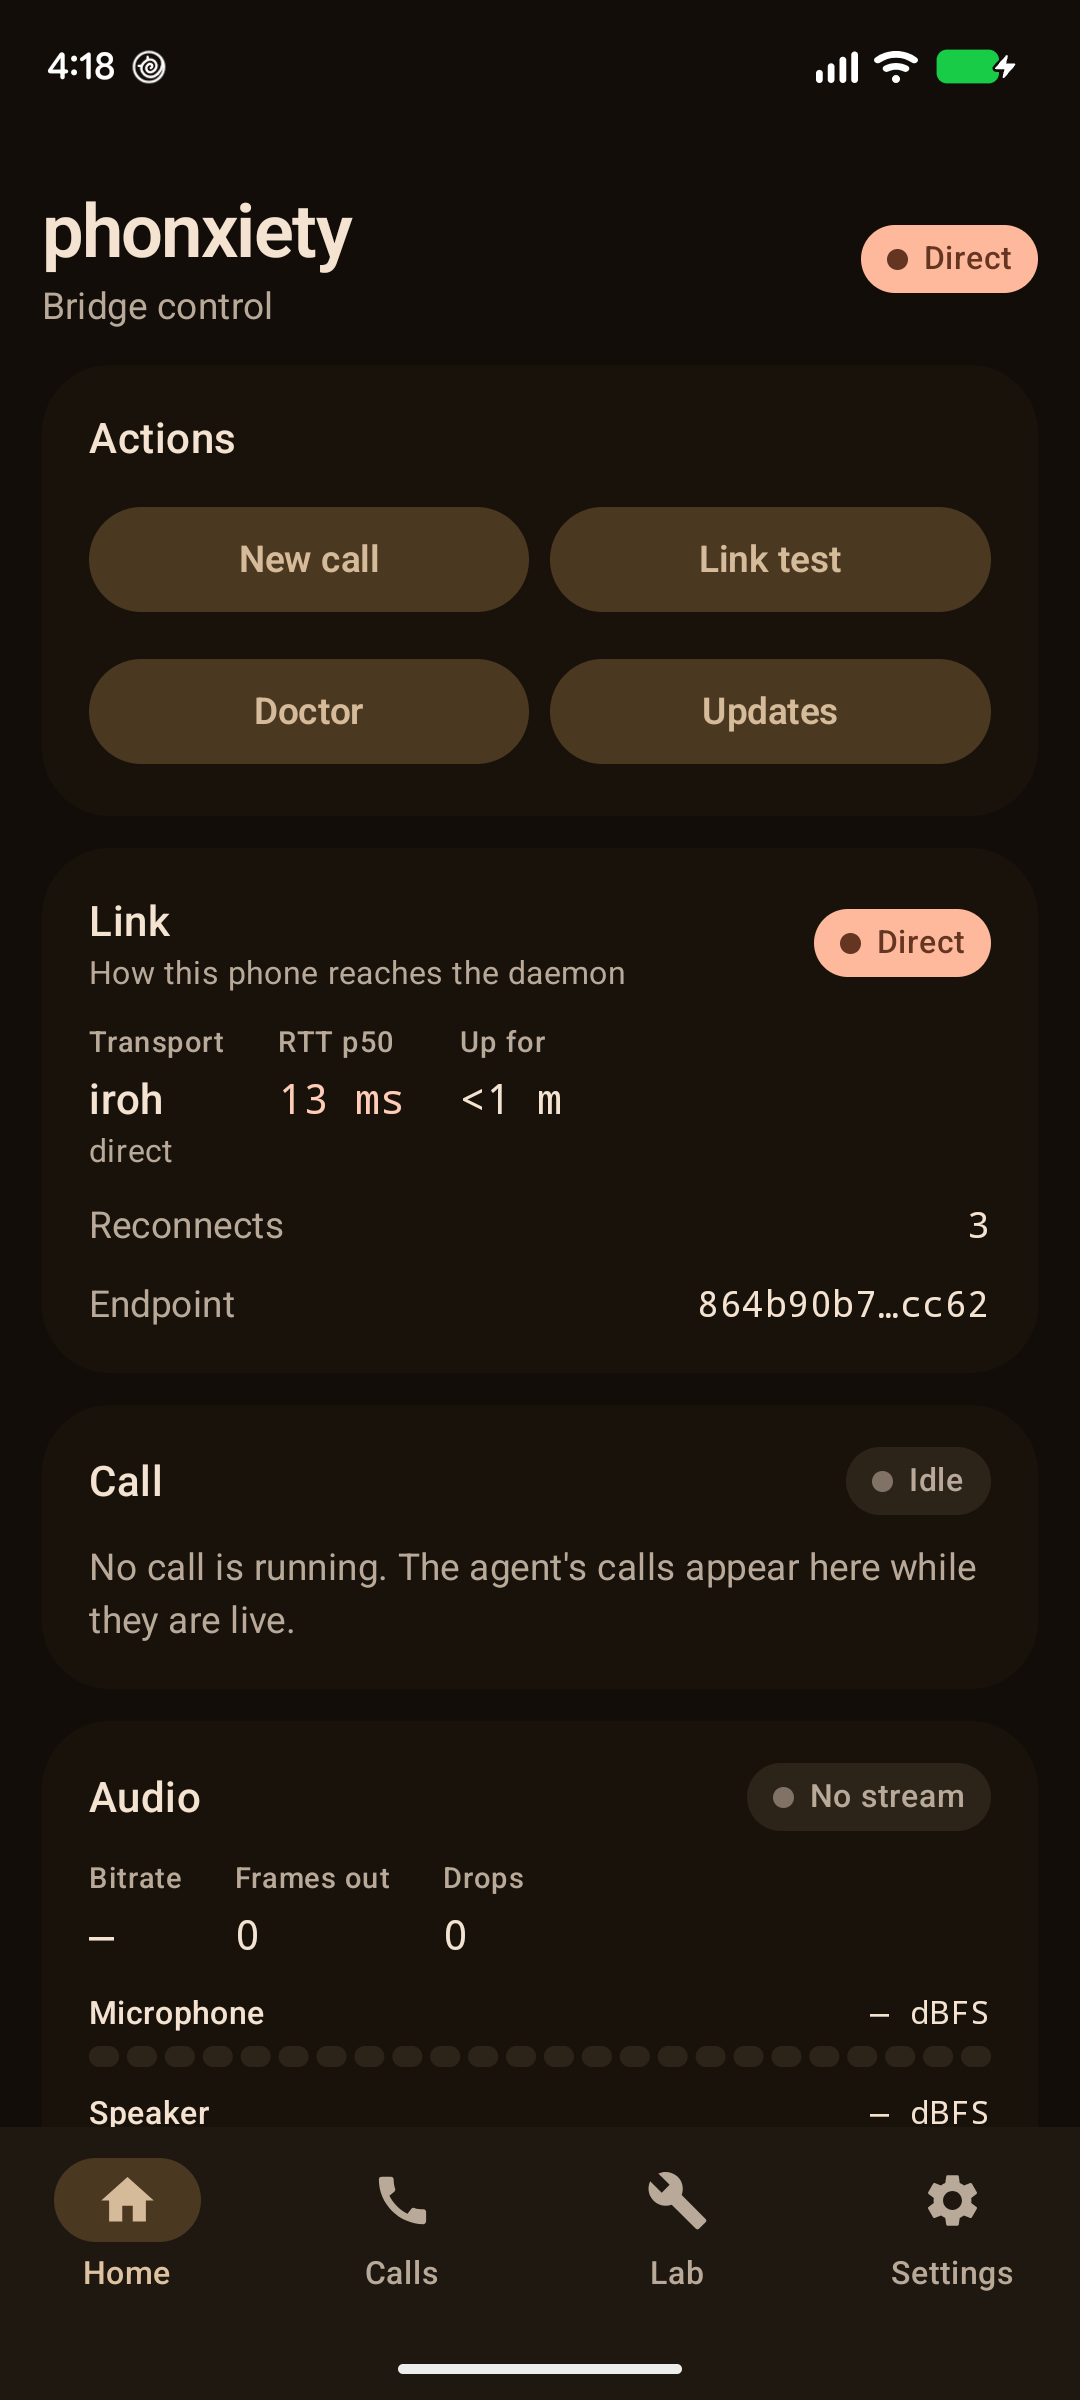 4:18
phonxiety
Direct
Bridge control
Actions
New call
Link test
Doctor
Updates
Link
Direct
How this phone reaches the daemon
Transport
RTT p50
Up for
iroh
13 ms
<1 m
direct
Reconnects
3
Endpoint
864b90b7…cc62
Call
Idle
No call is running. The agent's calls appear here while
they are live.
Audio
No stream
Bitrate
Frames out
Drops
–
0
0
Microphone
– dBFS
Speaker
– dBFS
Home
Calls
Lab
Settings